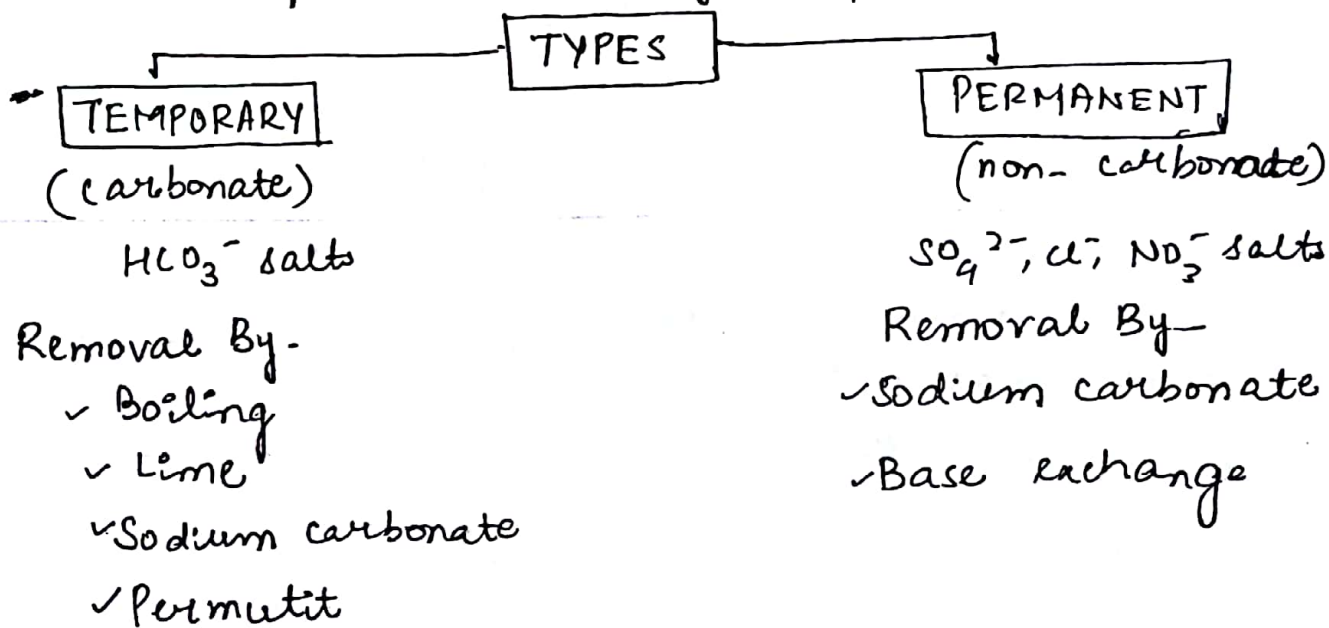 TYPES
TEMPORARY
(carbonate)
HCO₃⁻ salts
Removal By-
✓ Boiling
✓ Lime
✓ Sodium carbonate
✓ Permutit
PERMANENT
(non- carbonate)
SO₄²⁻, Cl⁻, NO₃⁻ salts
Removal By—
✓ Sodium carbonate
✓ Base exchange